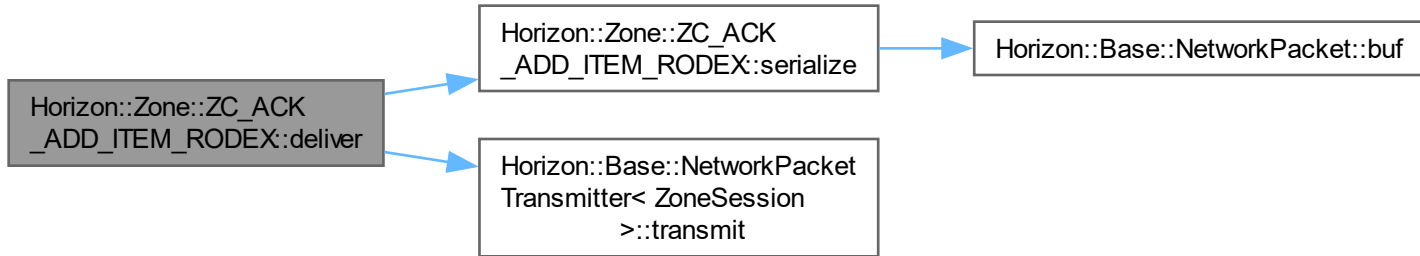 Horizon::Zone::ZC_ACK
_ADD_ITEM_RODEX::deliver
Horizon::Zone::ZC_ACK
_ADD_ITEM_RODEX::serialize
Horizon::Base::NetworkPacket::buf
Horizon::Base::NetworkPacket
Transmitter< ZoneSession
>::transmit